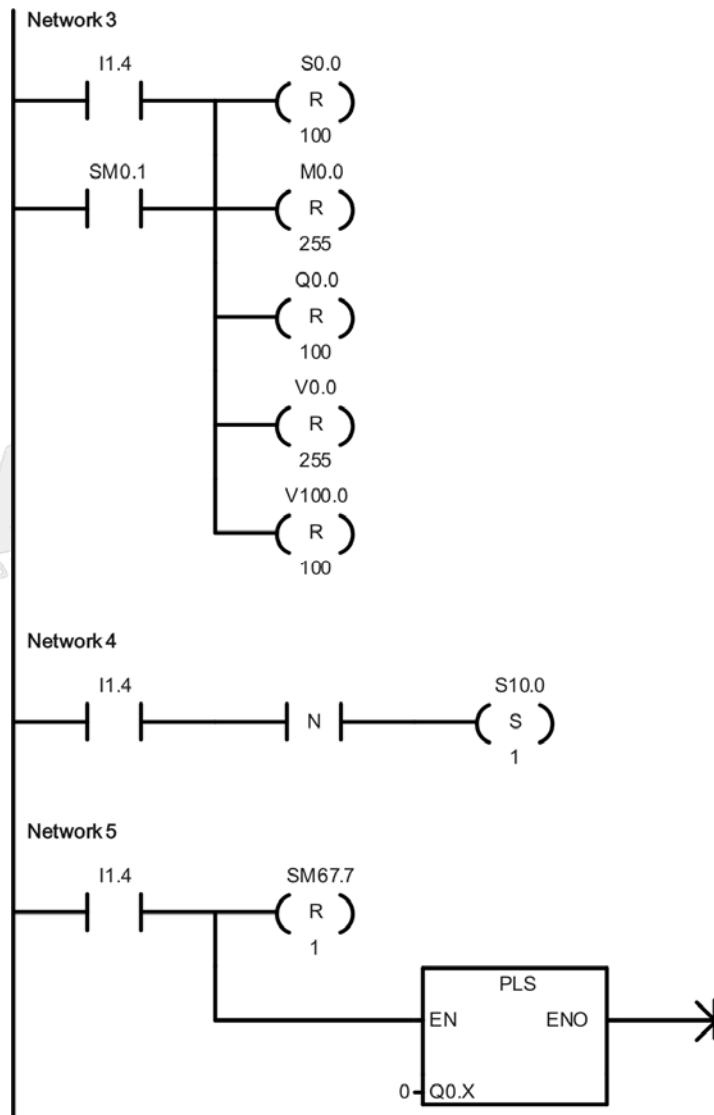 Network 3
I1.4 S0.0
R
100
SM0.1 M0.0
R
255
Q0.0
R
100
V0.0
R
255
V100.0
R
100
Network 4
I1.4 S10.0
N S
1
Network 5
I1.4 SM67.7
R
1
PLS
EN ENO
0 Q0.X